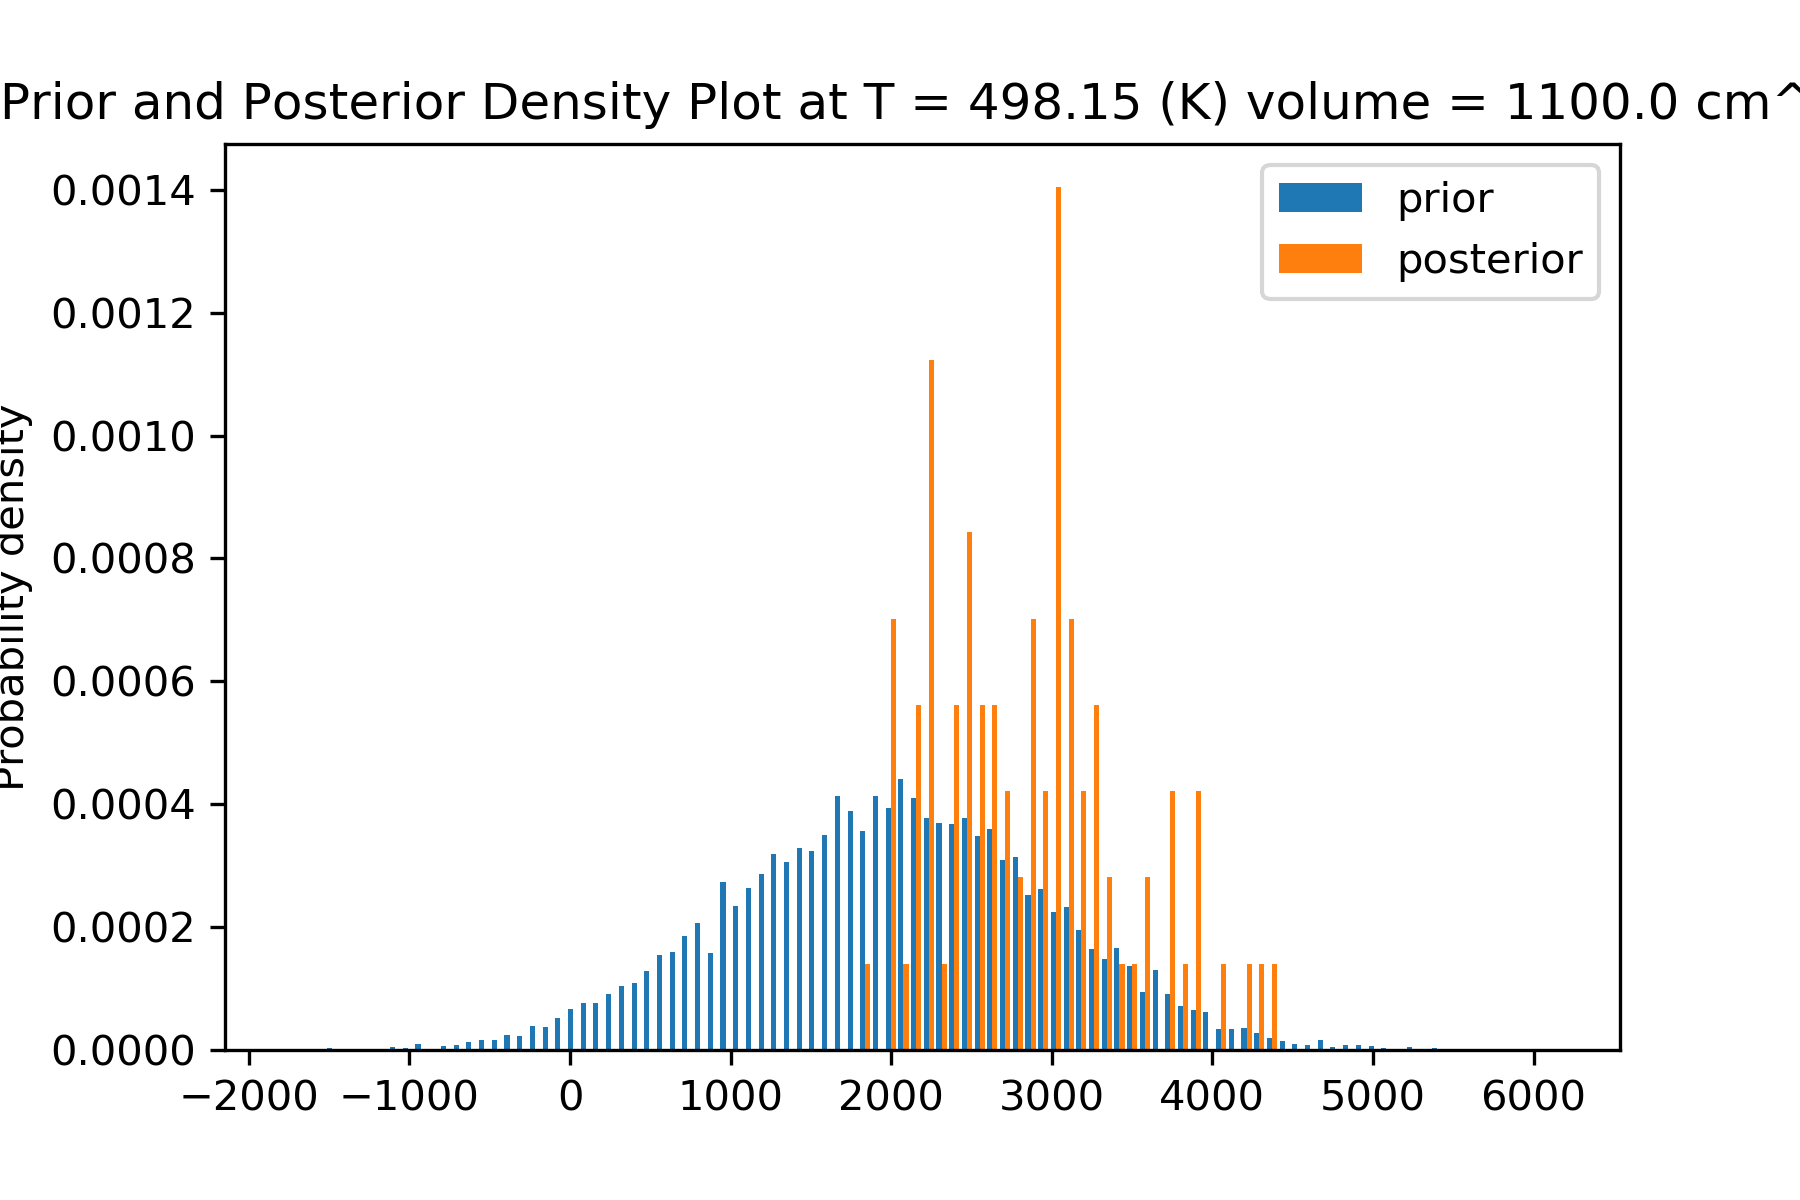 Prior and Posterior Density Plot at T = 498.15 (K) volume = 1100.0 cm^
prior
posterior
Probability density
0.0014
0.0012
0.0010
0.0008
0.0006
0.0004
0.0002
0.0000
−2000 −1000 0 1000 2000 3000 4000 5000 6000